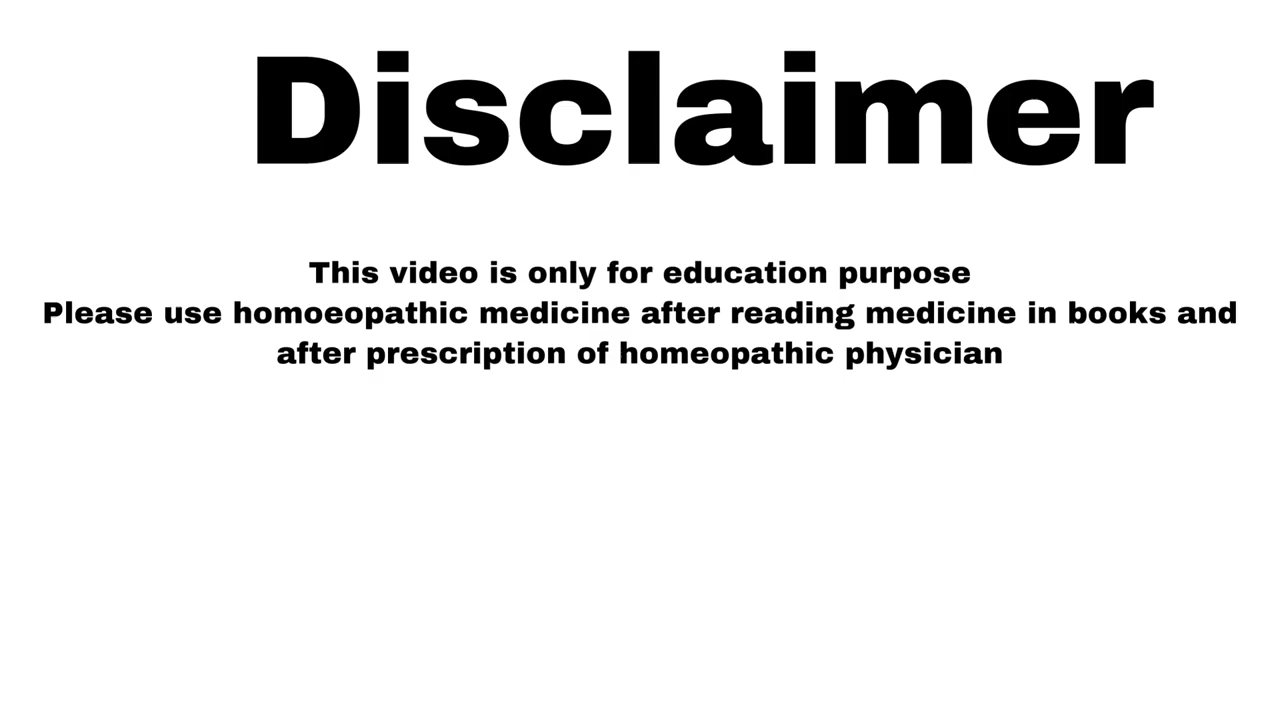 Disclaimer
This video is only for education purpose
Please use homoeopathic medicine after reading medicine in books and
after prescription of homeopathic physician